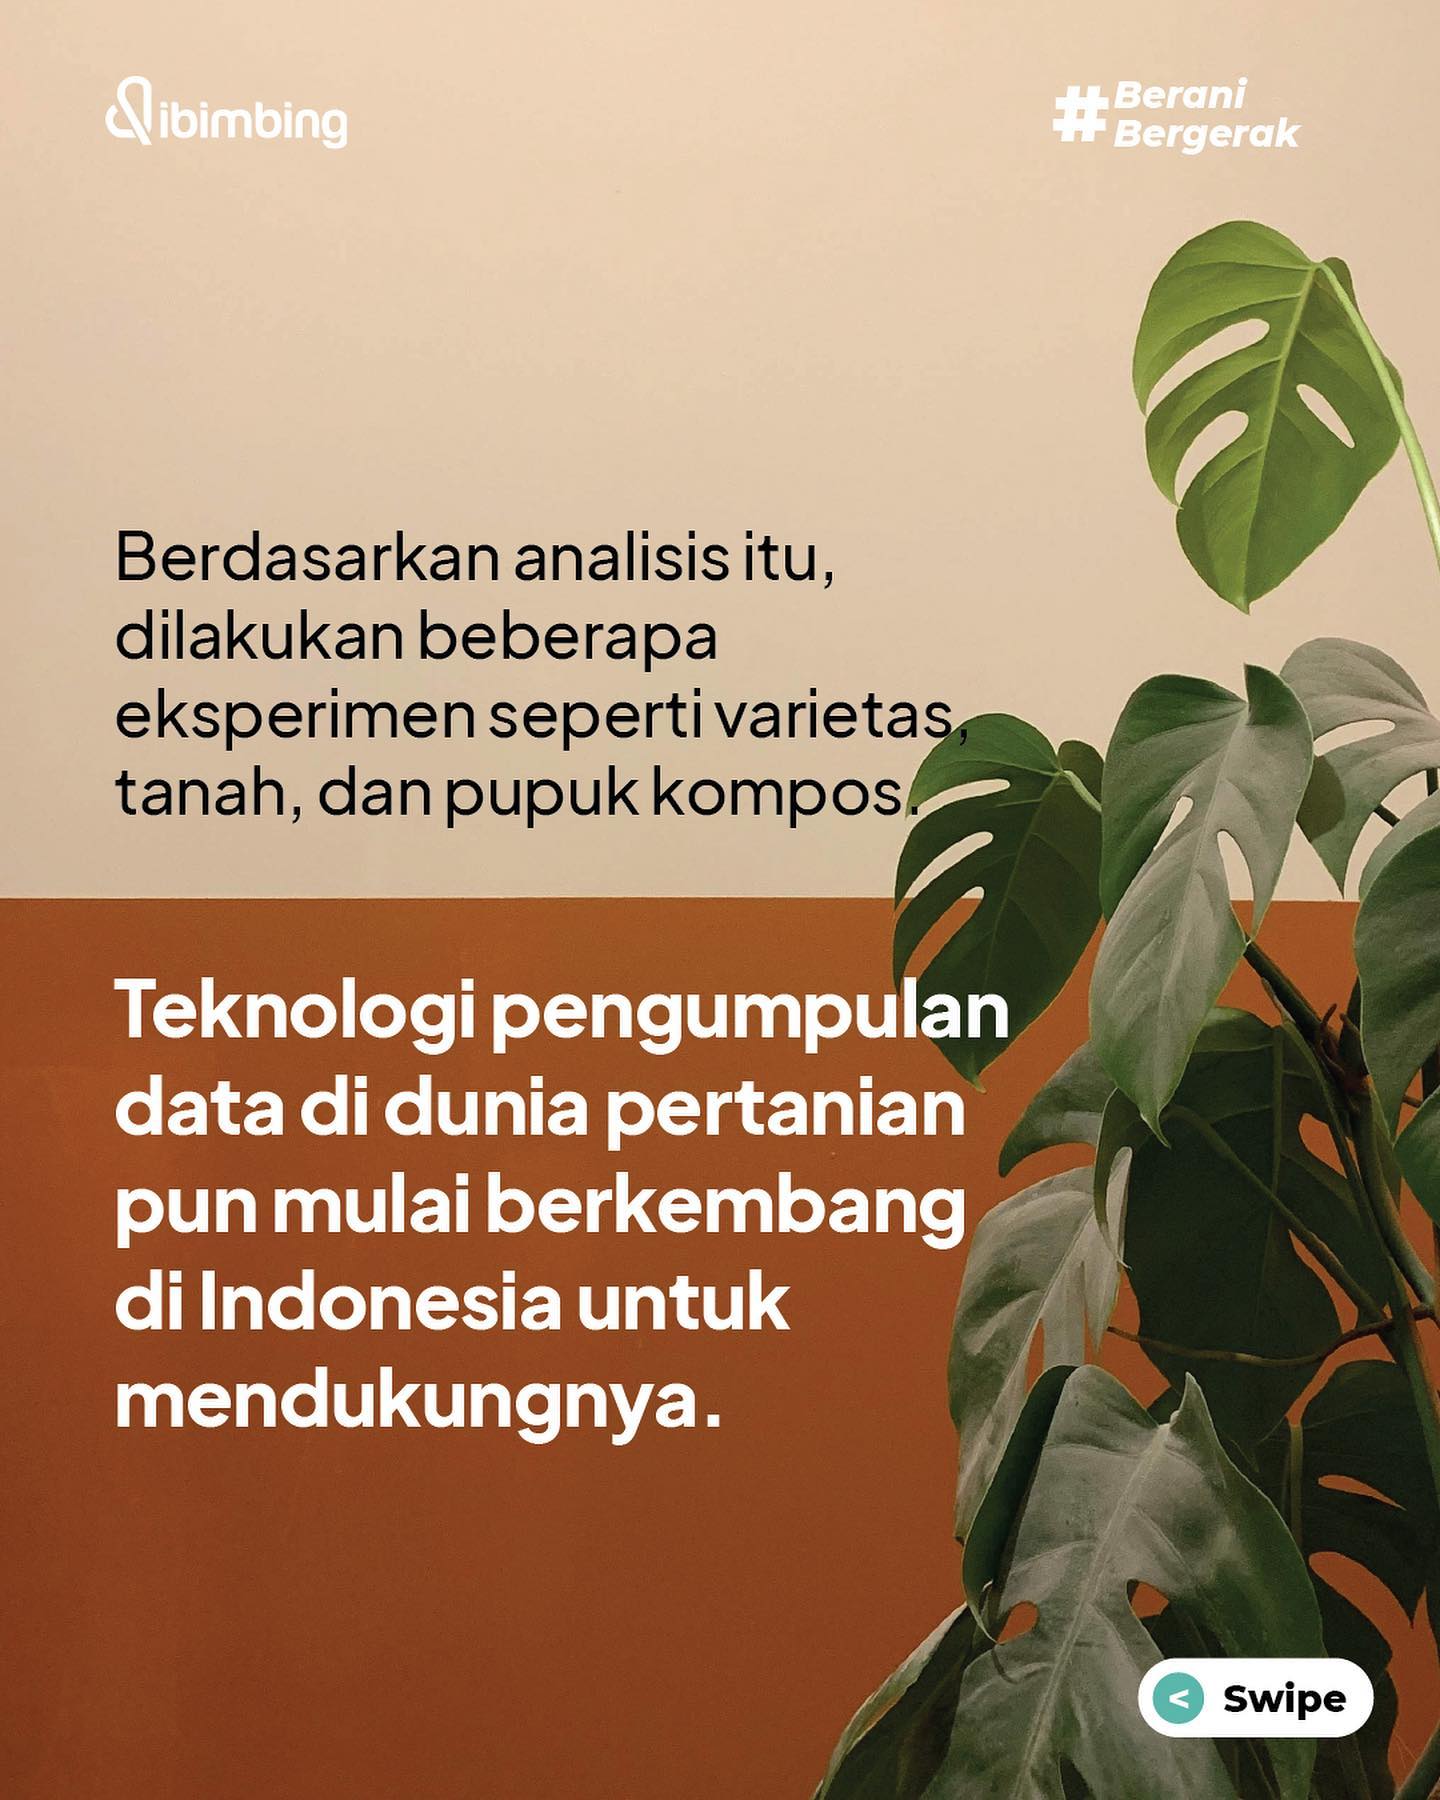 dibimbing
#Berani
Bergerak
Berdasarkan analisis itu,
dilakukan beberapa
eksperimen seperti varietas,
tanah, dan pupuk kompos.
Teknologi pengumpulan
data di dunia pertanian
pun mulai berkembang
di Indonesia untuk
mendukungnya.
< Swipe